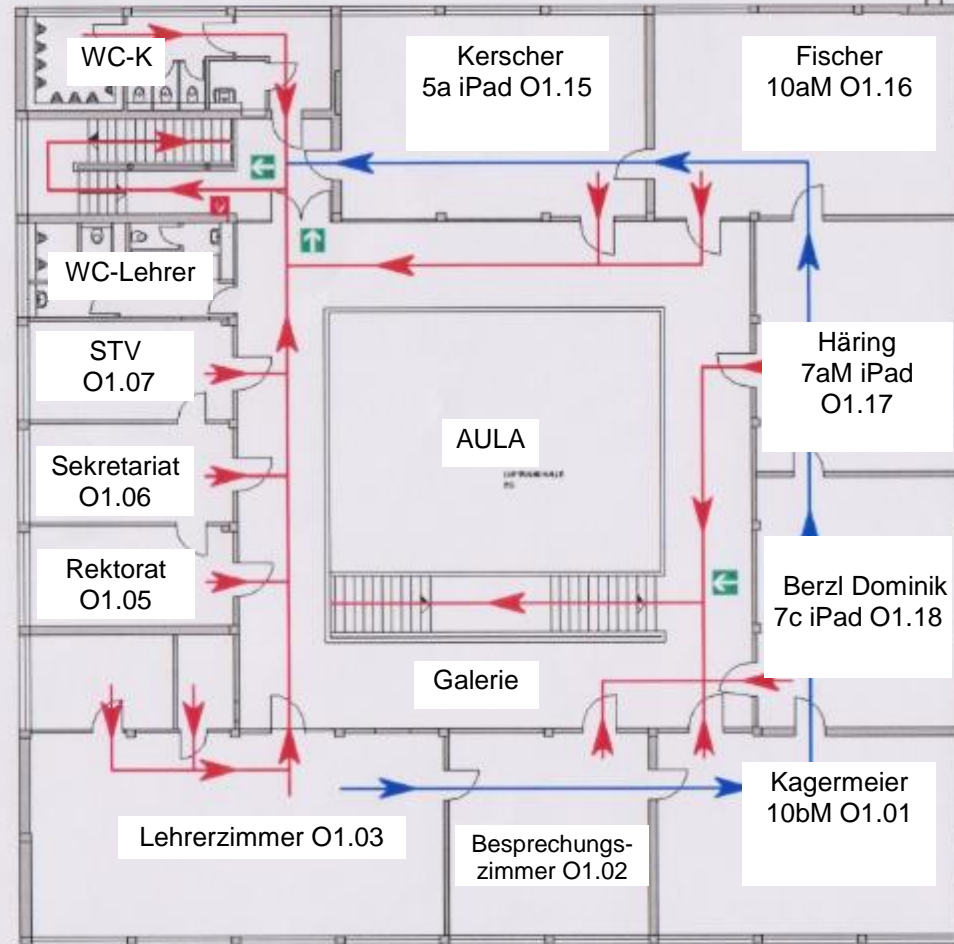 WC-K
Kerscher
5a iPad O1.15
Fischer
10aM O1.16
WC-Lehrer
STV
O1.07
Häring
7aM iPad
O1.17
AULA
Sekretariat
O1.06
Rektorat
O1.05
Berzl Dominik
7c iPad O1.18
Galerie
Kagermeier
10bM O1.01
Lehrerzimmer O1.03
Besprechungs-
zimmer O1.02